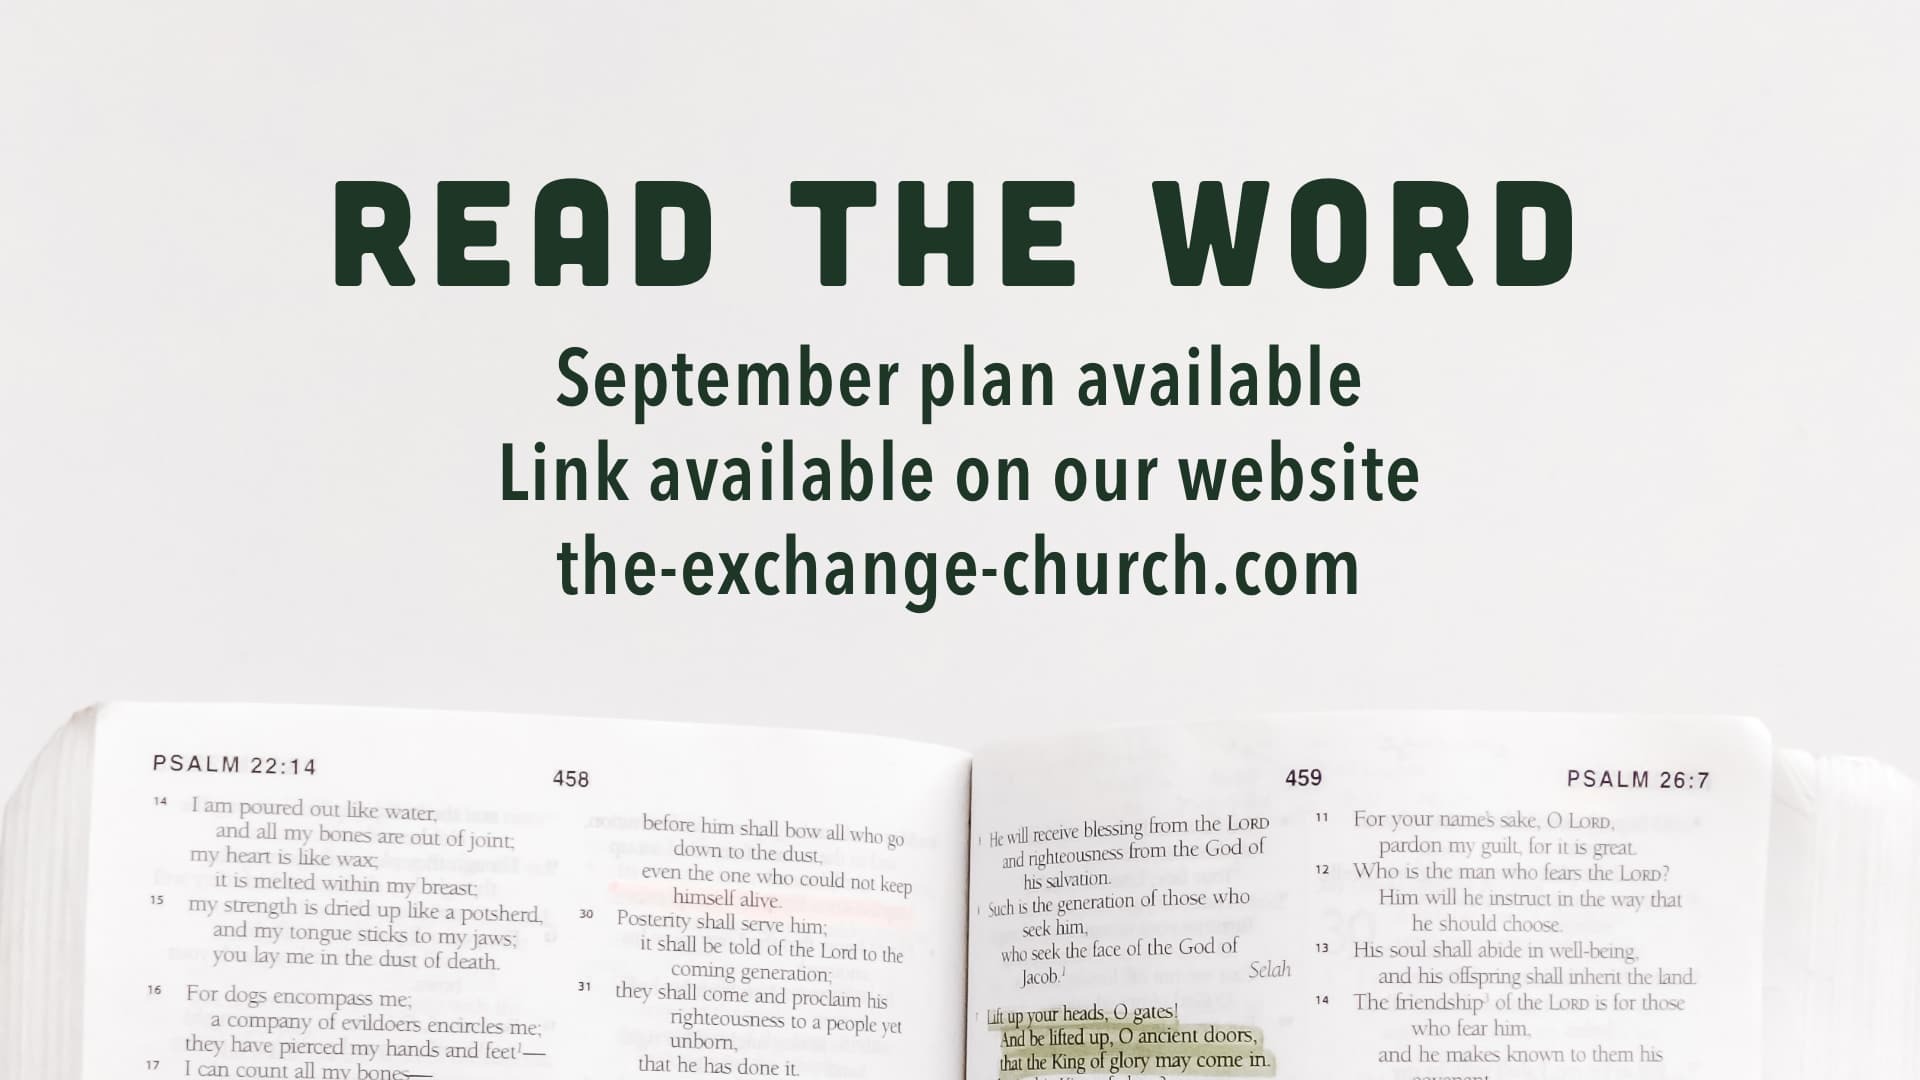 READ THE WORD
September plan available
Link available on our website
the-exchange-church.com
PSALM 22:14
458
14 I am poured out like water,
and all my bones are out of joint;
my heart is like wax;
it is melted within my breast;
15 my strength is dried up like a potsherd,
and my tongue sticks to my jaws;
you lay me in the dust of death.
16 For dogs encompass me;
a company of evildoers encircles me;
they have pierced my hands and feet¹—
17 I can count all my bones—
before him shall bow all who go
down to the dust,
even the one who could not keep
himself alive.
30 Posterity shall serve him;
it shall be told of the Lord to the
coming generation;
31 they shall come and proclaim his
righteousness to a people yet
unborn,
that he has done it.
459
PSALM 26:7
He will receive blessing from the LORD
and righteousness from the God of
his salvation.
Such is the generation of those who
seek him,
who seek the face of the God of
Jacob.¹
Selah
Lift up your heads, O gates!
And be lifted up, O ancient doors,
that the King of glory may come in.
11 For your name's sake, O LORD,
pardon my guilt, for it is great.
12 Who is the man who fears the LORD?
Him will he instruct in the way that
he should choose.
13 His soul shall abide in well-being,
and his offspring shall inherit the land.
14 The friendship³ of the LORD is for those
who fear him,
and he makes known to them his